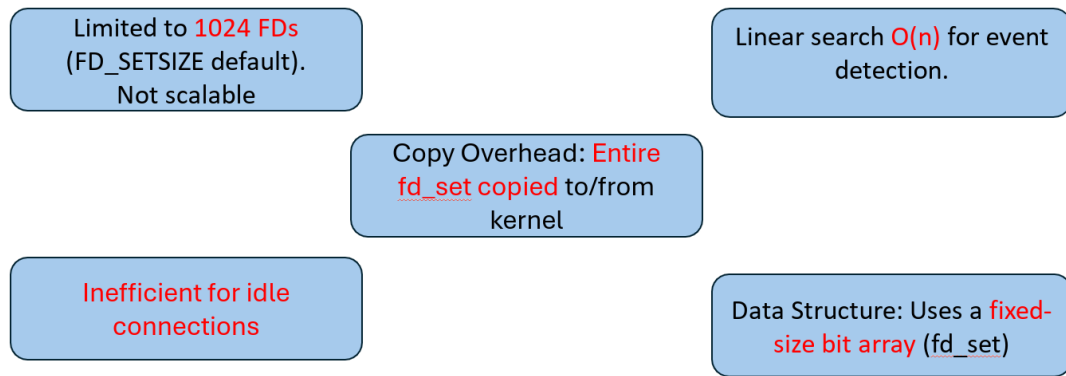 Limited to 1024 FDs
(FD_SETSIZE default).
Not scalable
Linear search O(n) for event
detection.
Copy Overhead: Entire
fd_set copied to/from
kernel
Inefficient for idle
connections
Data Structure: Uses a fixed-
size bit array (fd_set)